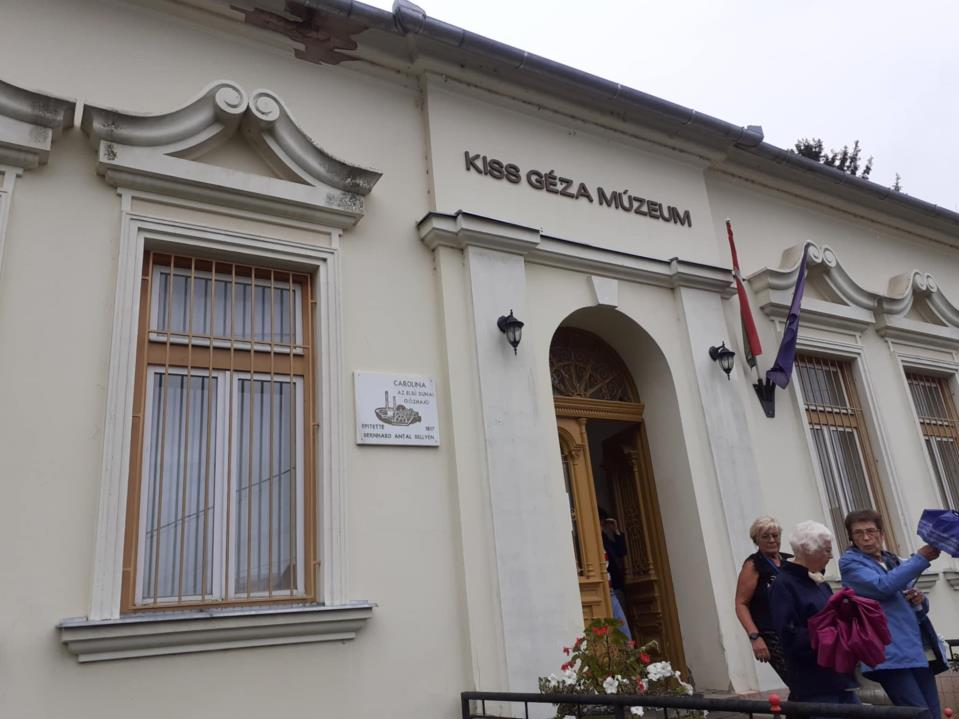 KISS GÉZA MÚZEUM
CAROLINA
AZ ELSŐ DUNAI
GŐZHAJÓ
ÉPÍTETTE 1817
BERNHARD ANTAL SELLYÉN